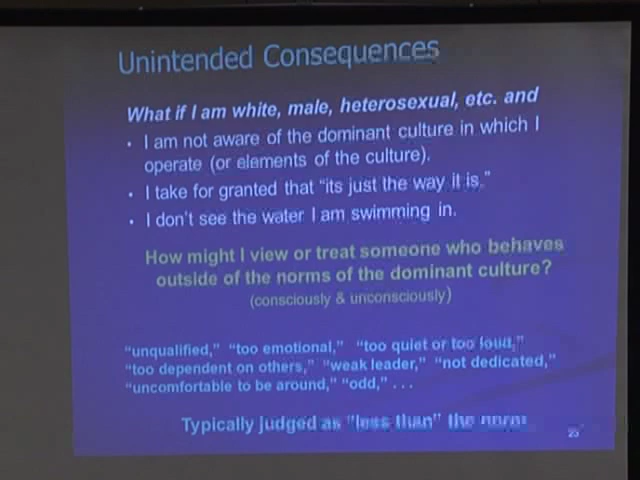 Unintended Consequences
What if I am white, male, heterosexual, etc. and
• I am not aware of the dominant culture in which I
operate (or elements of the culture).
• I take for granted that “its just the way it is.”
• I don't see the water I am swimming in.
How might I view or treat someone who behaves
outside of the norms of the dominant culture?
(consciously & unconsciously)
“unqualified,” “too emotional,” “too quiet or too loud,”
“too dependent on others,” “weak leader,” “not dedicated,”
“uncomfortable to be around,” “odd,” . . .
Typically judged as “less than” the norm
25